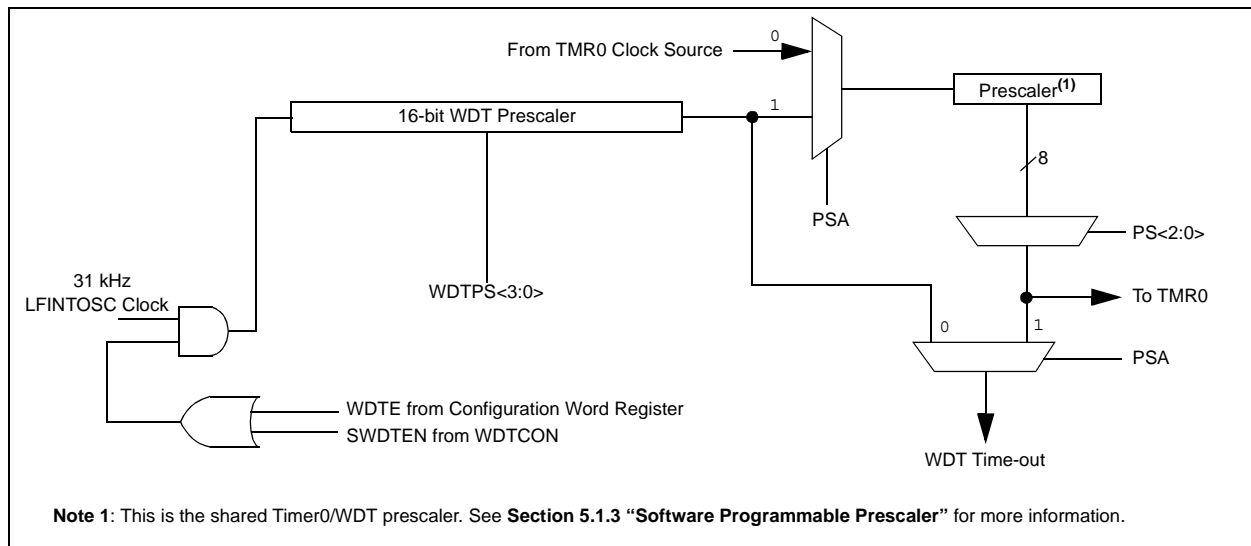 From TMR0 Clock Source
0
1
16-bit WDT Prescaler
Prescaler(1)
8
PSA
PS<2:0>
31 kHz
LFINTOSC Clock
WDTPS<3:0>
To TMR0
0
1
PSA
WDTE from Configuration Word Register
SWDTEN from WDTCON
WDT Time-out
Note 1: This is the shared Timer0/WDT prescaler. See Section 5.1.3 “Software Programmable Prescaler” for more information.